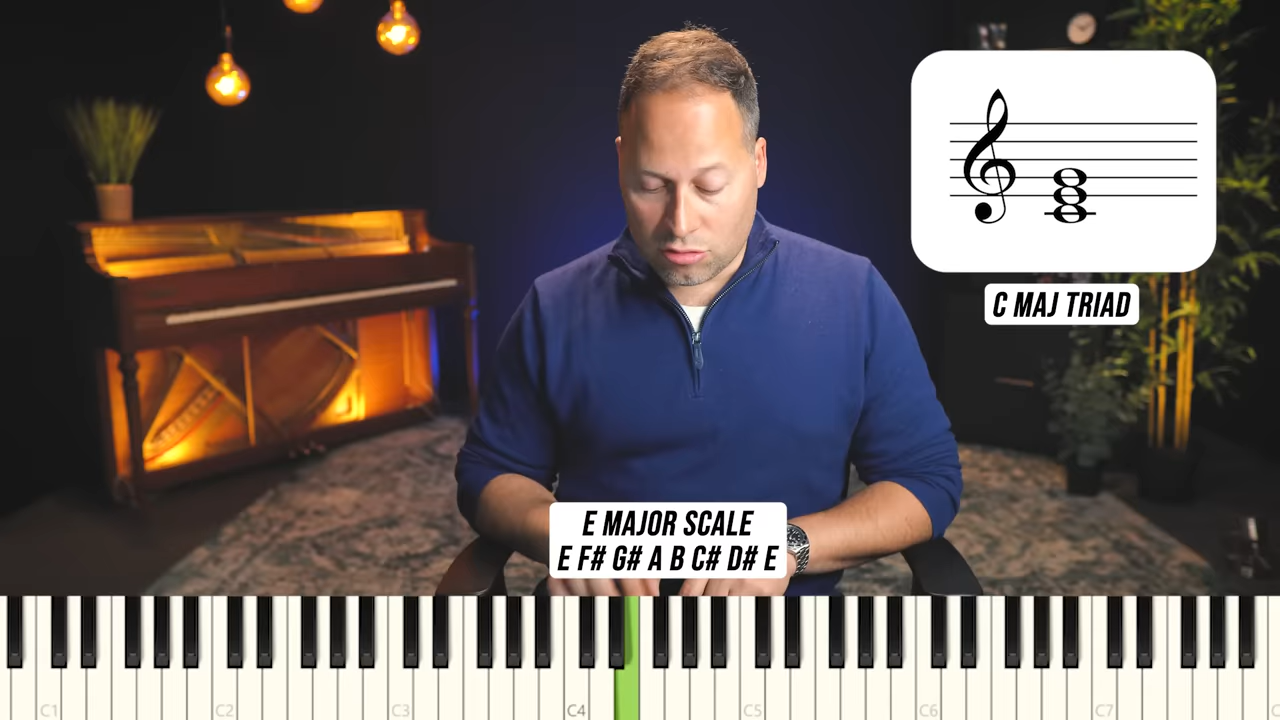 C MAJ TRIAD
E MAJOR SCALE
E F# G# A B C# D# E
C1 C2 C3 C4 C5 C6 C7